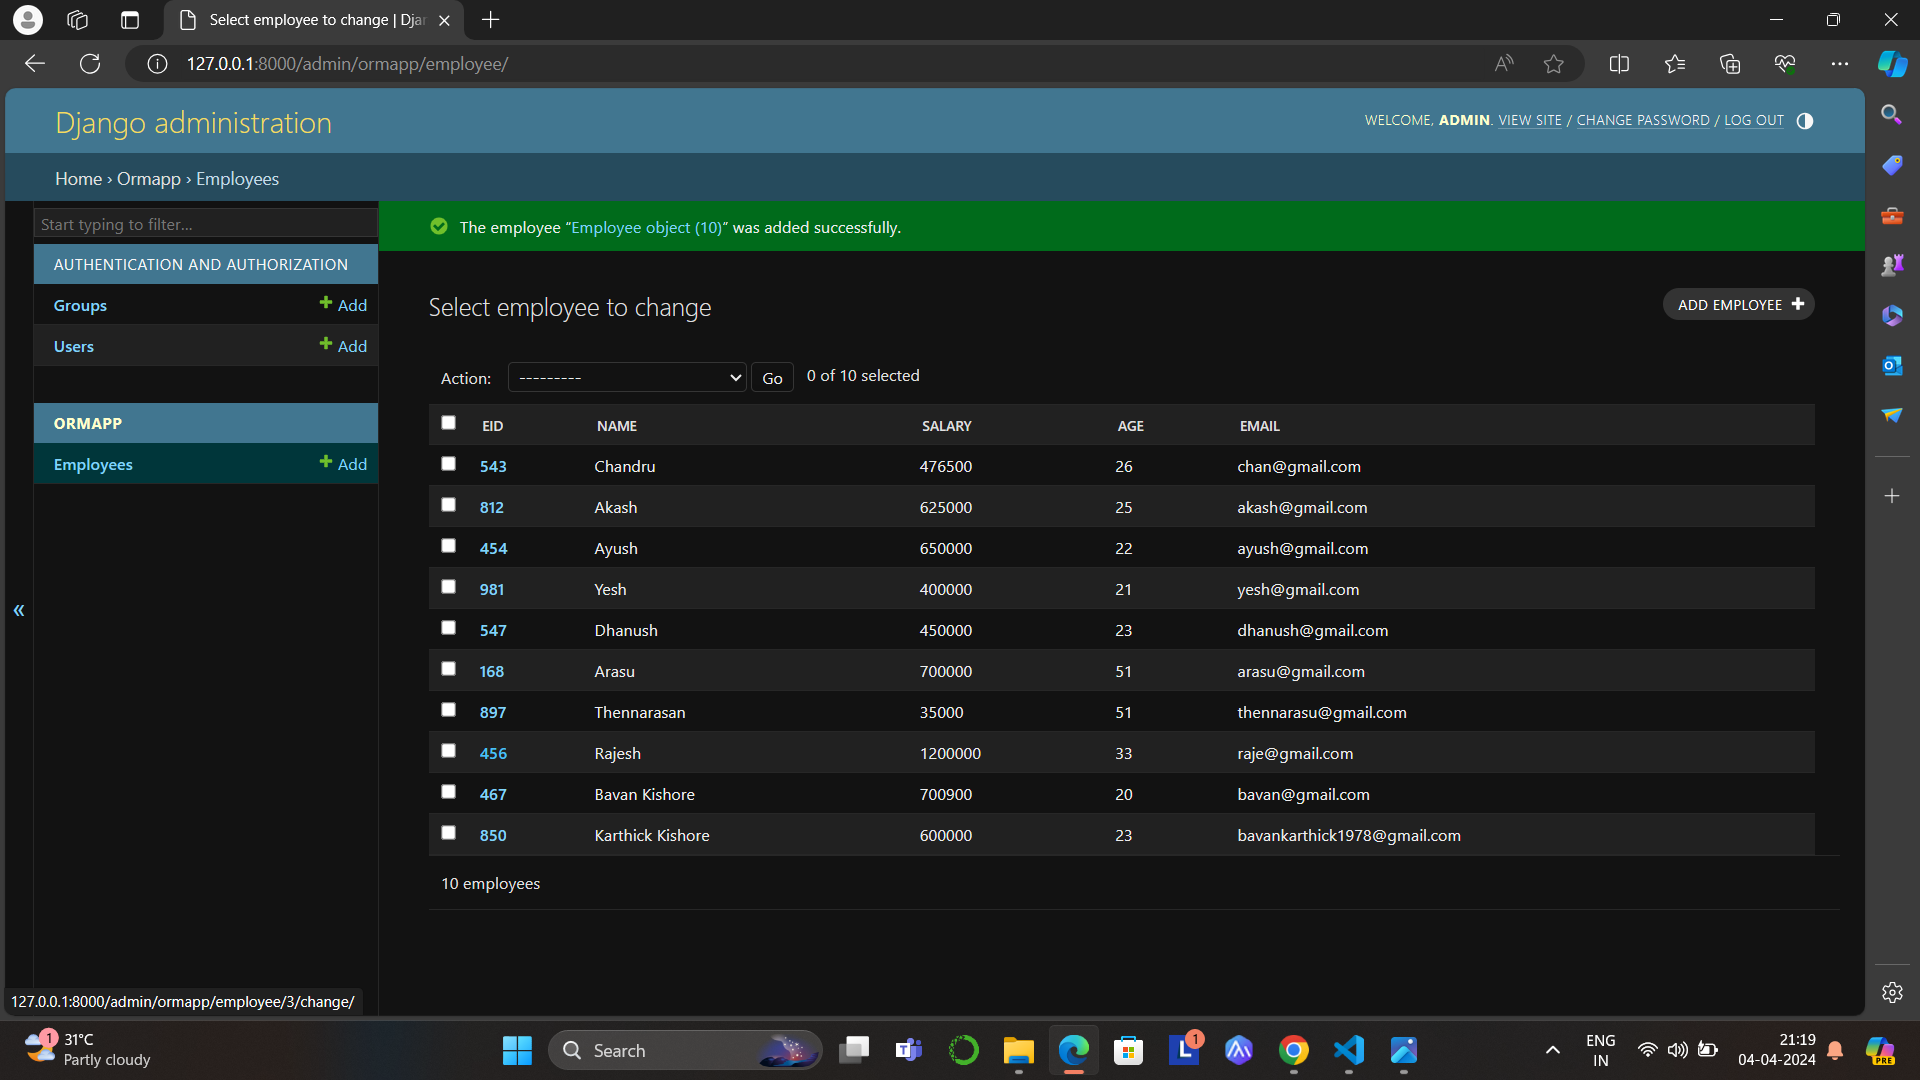 Select employee to change | Djan
127.0.0.1:8000/admin/ormapp/employee/
Django administration
WELCOME, ADMIN. VIEW SITE / CHANGE PASSWORD / LOG OUT
Home › Ormapp › Employees
Start typing to filter...
AUTHENTICATION AND AUTHORIZATION
Groups + Add
Users + Add
ORMAPP
Employees + Add
«
The employee “Employee object (10)” was added successfully.
Select employee to change
ADD EMPLOYEE +
Action: --------- Go 0 of 10 selected
EID NAME SALARY AGE EMAIL
543 Chandru 476500 26 chan@gmail.com
812 Akash 625000 25 akash@gmail.com
454 Ayush 650000 22 ayush@gmail.com
981 Yesh 400000 21 yesh@gmail.com
547 Dhanush 450000 23 dhanush@gmail.com
168 Arasu 700000 51 arasu@gmail.com
897 Thennarasan 35000 51 thennarasu@gmail.com
456 Rajesh 1200000 33 raje@gmail.com
467 Bavan Kishore 700900 20 bavan@gmail.com
850 Karthick Kishore 600000 23 bavankarthick1978@gmail.com
10 employees
127.0.0.1:8000/admin/ormapp/employee/3/change/
1
31°C
Partly cloudy
Search
1
ENG
IN
21:19
04-04-2024
PRE